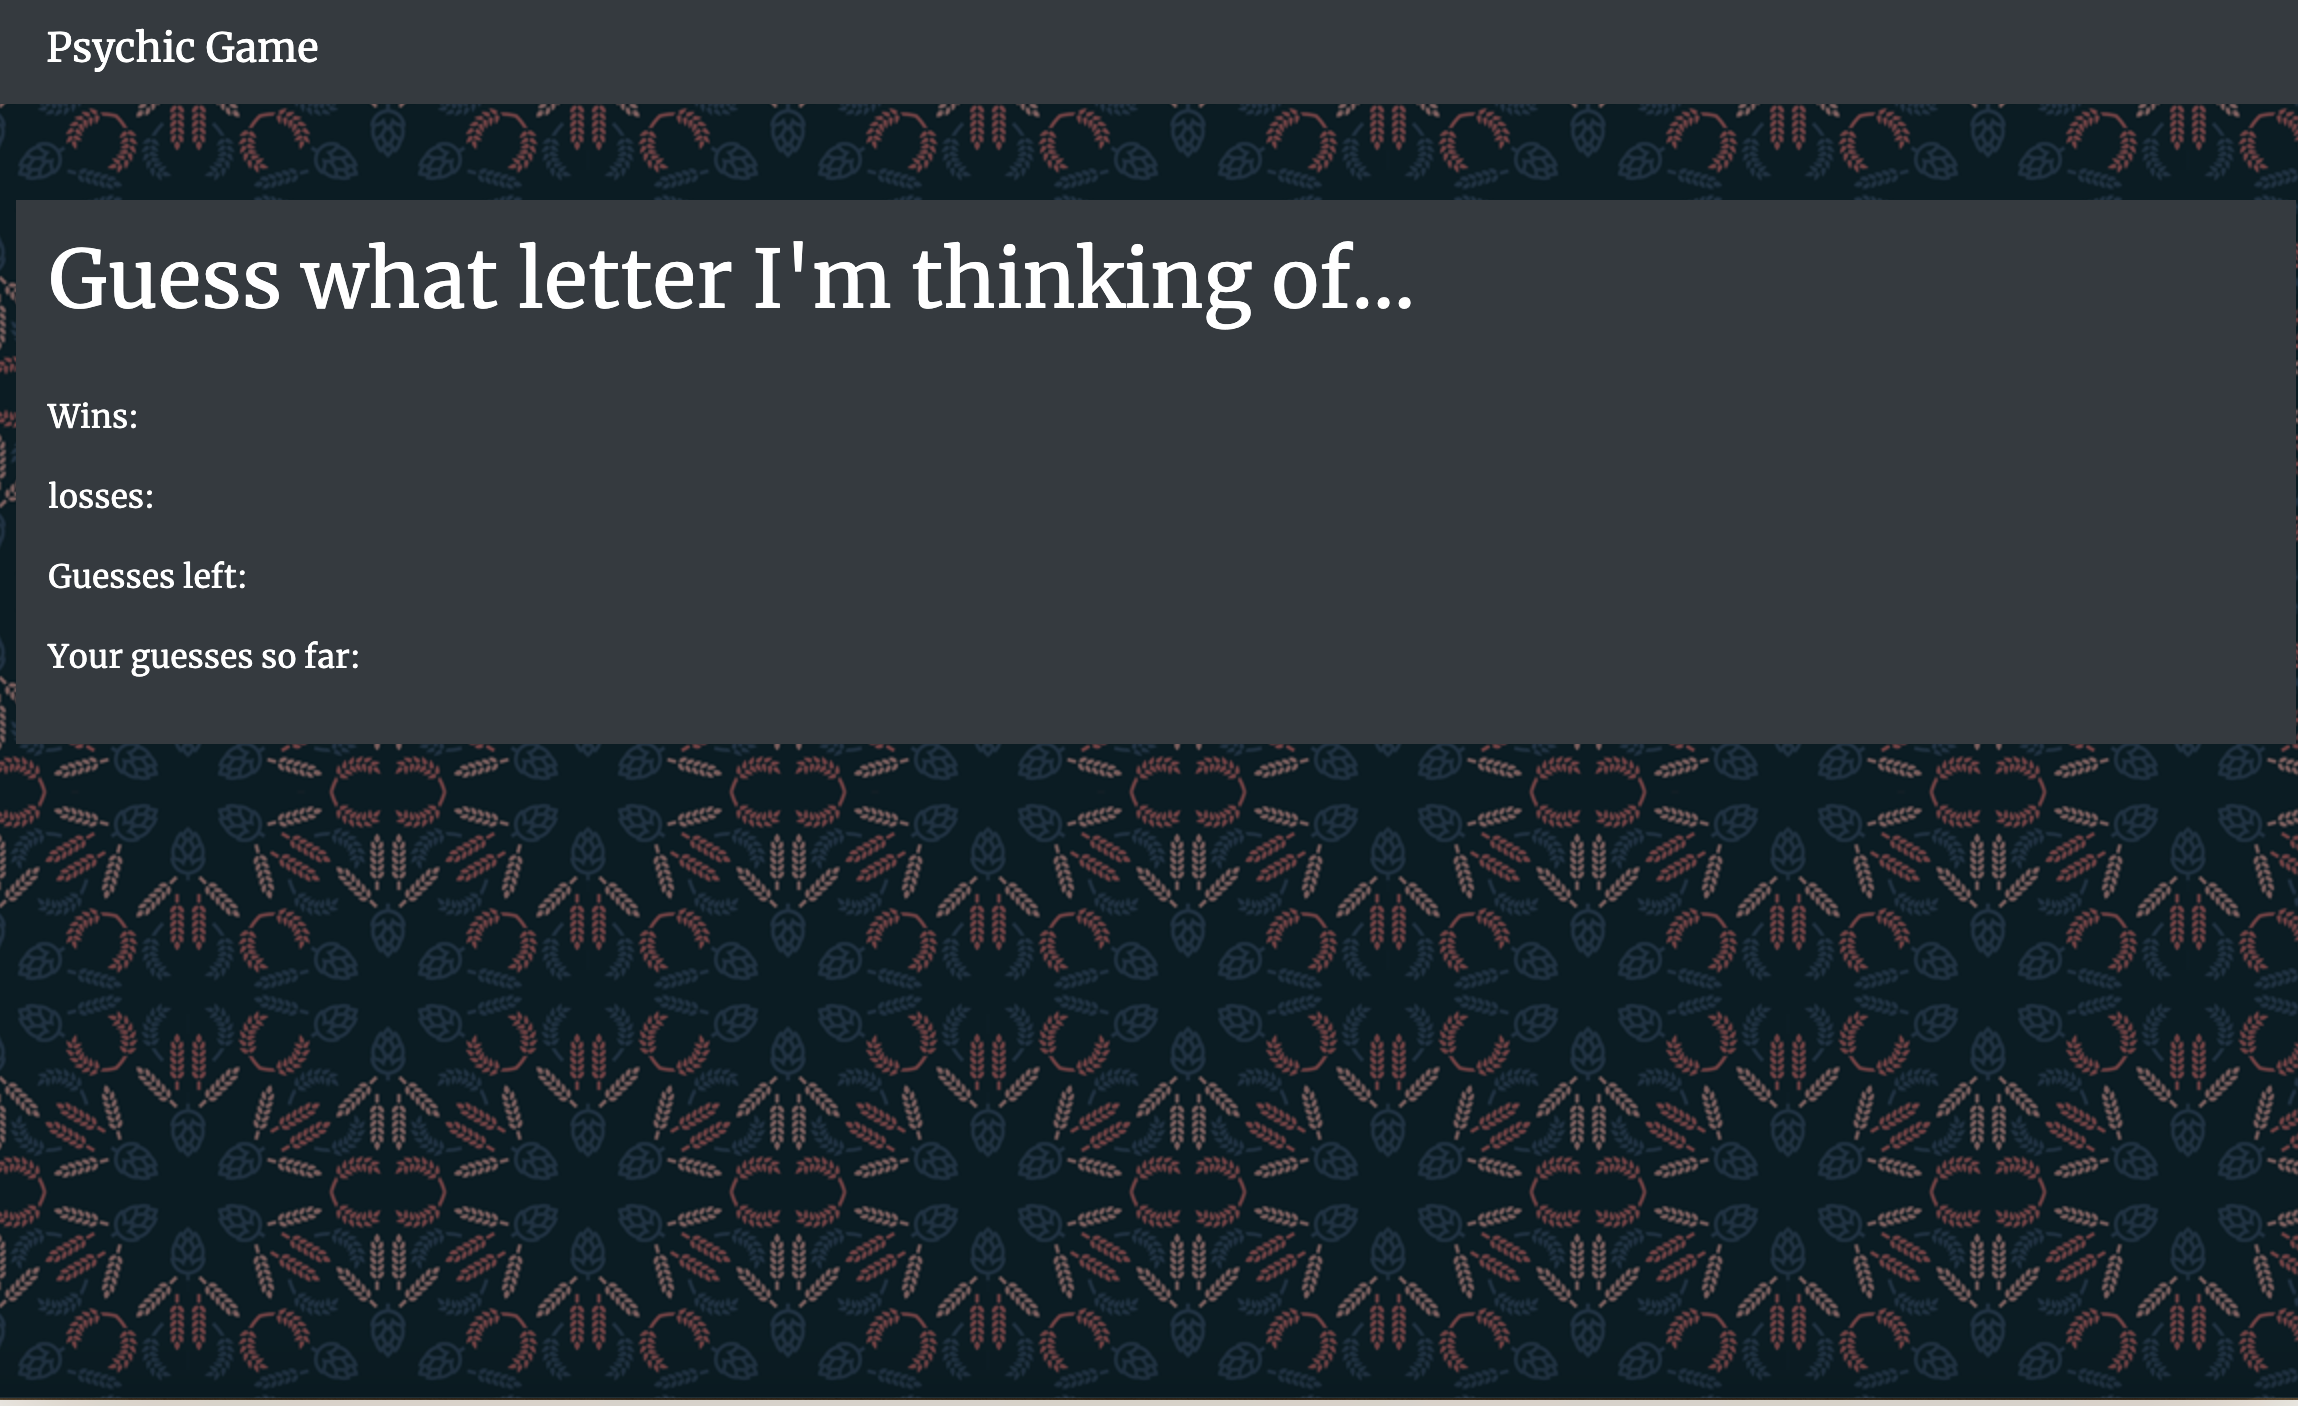 Psychic Game
Guess what letter I'm thinking of...
Wins:
losses:
Guesses left:
Your guesses so far: